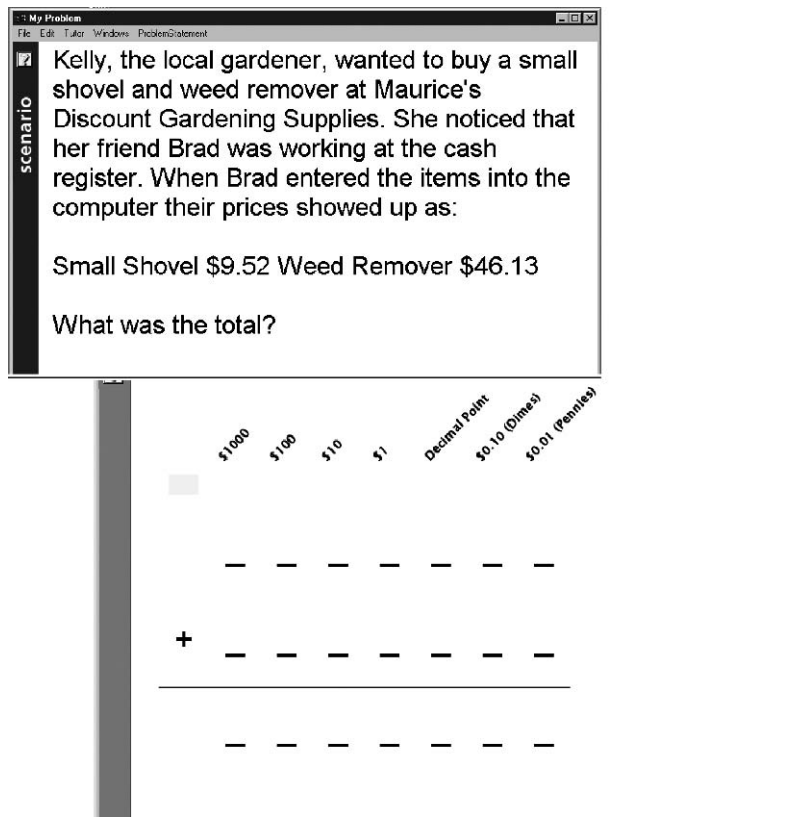 My Problem
File Edit Tutor Windows ProblemStatement
?
scenario
Kelly, the local gardener, wanted to buy a small
shovel and weed remover at Maurice's
Discount Gardening Supplies. She noticed that
her friend Brad was working at the cash
register. When Brad entered the items into the
computer their prices showed up as:
Small Shovel $9.52 Weed Remover $46.13
What was the total?
$1000 $100 $10 $1 Decimal Point $0.10 (Dimes) $0.01 (Pennies)
+